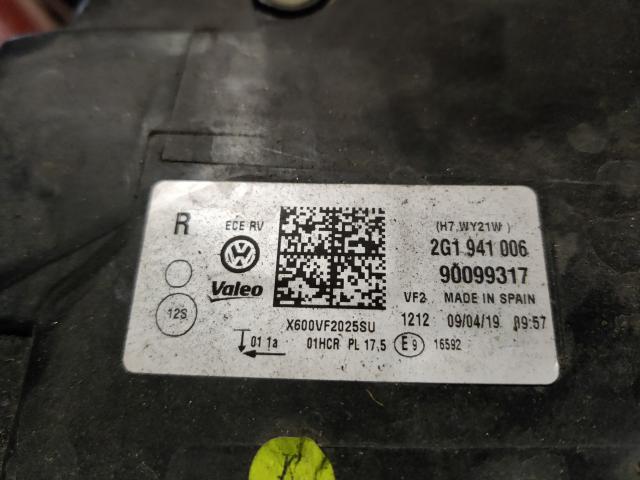 R ECE RV (H7,WY21W )
2G1 941 006
Valeo 90099317
12S VF2 MADE IN SPAIN
X600VF2025SU 1212 09/04/19 09:57
01 1a 01HCR PL 17,5 E9 16592